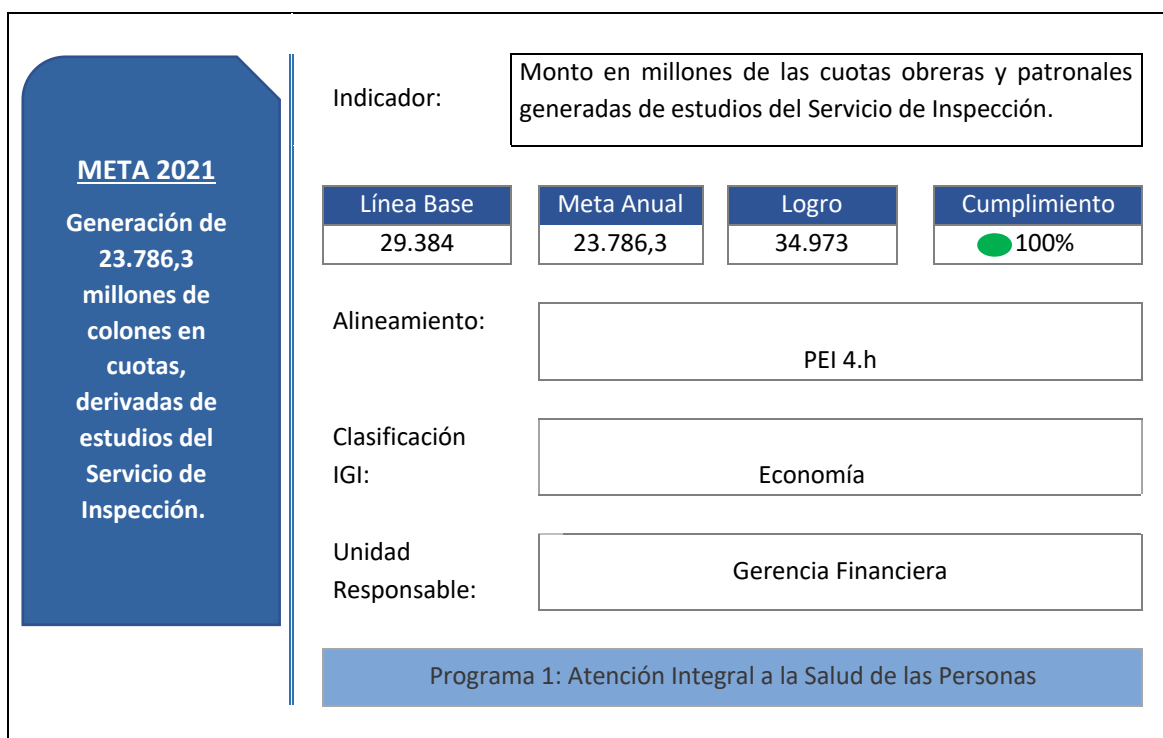 META 2021
Generación de
23.786,3
millones de
colones en
cuotas,
derivadas de
estudios del
Servicio de
Inspección.
Indicador:
Monto en millones de las cuotas obreras y patronales
generadas de estudios del Servicio de Inspección.
Línea Base
29.384
Meta Anual
23.786,3
Logro
34.973
Cumplimiento
100%
Alineamiento:
PEI 4.h
Clasificación
IGI:
Economía
Unidad
Responsable:
Gerencia Financiera
Programa 1: Atención Integral a la Salud de las Personas